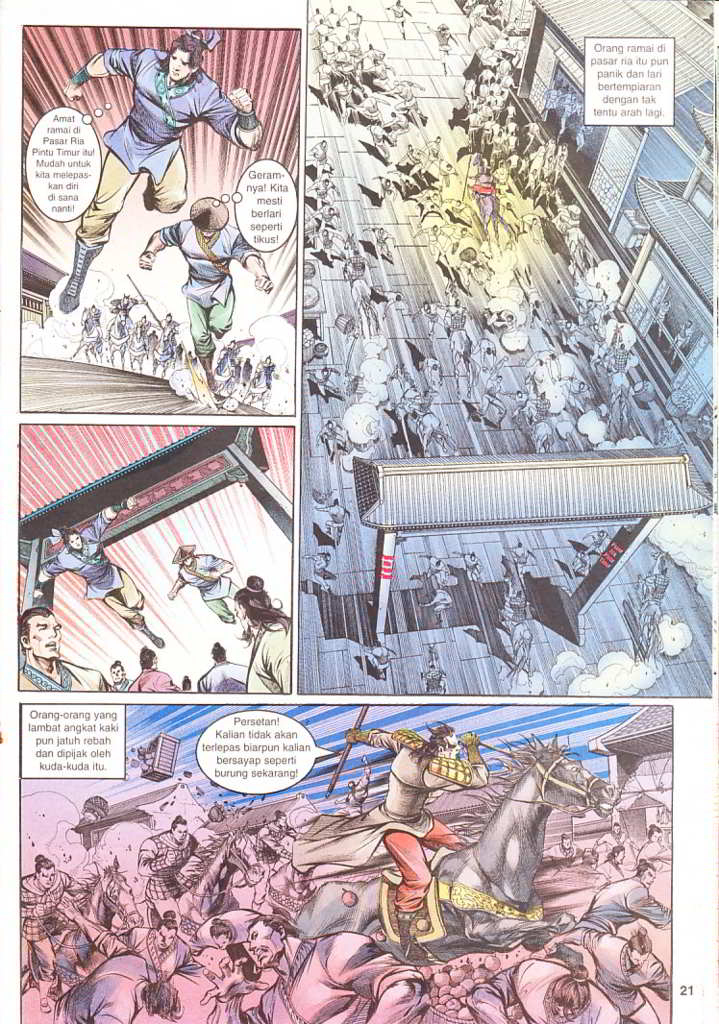 Amat
ramai di
Pasar Ria
Pintu Timur itu!
Mudah untuk
kita melepas-
kan diri
di sana
nanti!
Geram-
nya! Kita
mesti
berlari
seperti
tikus!
Orang ramai di
pasar ria itu pun
panik dan lari
bertempiaran
dengan tak
tentu arah lagi.
Orang-orang yang
lambat angkat kaki
pun jatuh rebah
dan dipijak oleh
kuda-kuda itu.
Persetan!
Kalian tidak akan
terlepas biarpun kalian
bersayap seperti
burung sekarang!
21